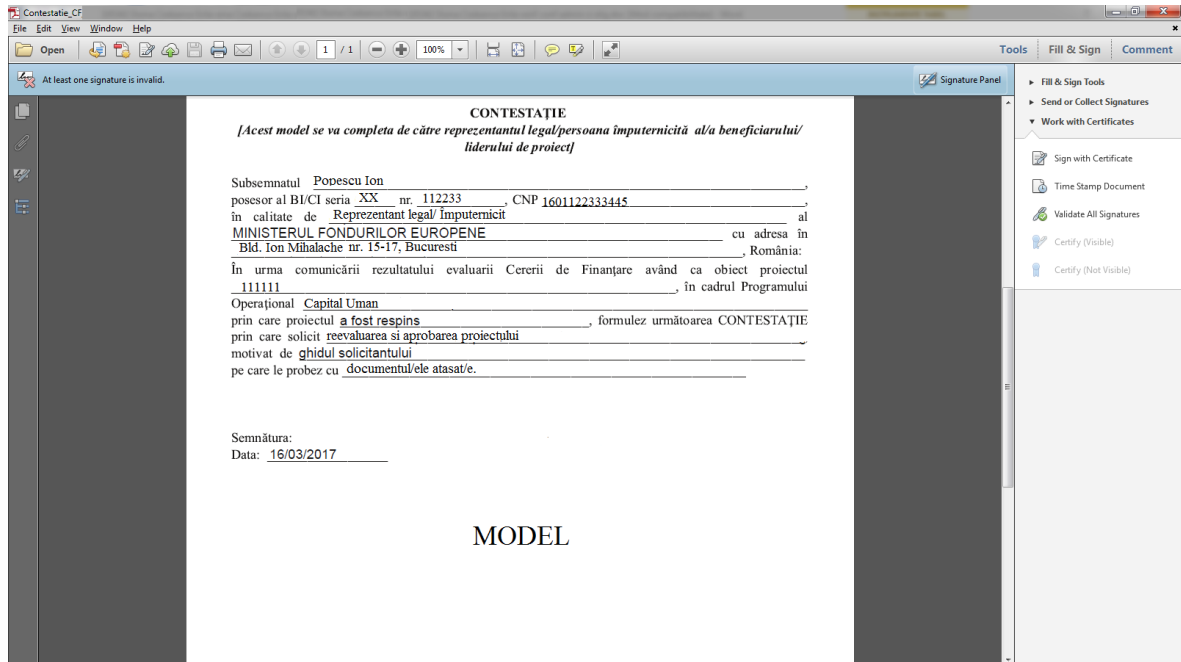 Contestatie_CF
File Edit View Window Help
Open 1 / 1 100% Tools Fill & Sign Comment
At least one signature is invalid. Signature Panel
Fill & Sign Tools
Send or Collect Signatures
Work with Certificates
Sign with Certificate
Time Stamp Document
Validate All Signatures
Certify (Visible)
Certify (Not Visible)
CONTESTAȚIE
[Acest model se va completa de către reprezentantul legal/persoana împuternicită al/a beneficiarului/
liderului de proiect]
Subsemnatul Popescu Ion,
posesor al BI/CI seria XX nr. 112233, CNP 1601122333445,
în calitate de Reprezentant legal/ Împuternicit al
MINISTERUL FONDURILOR EUROPENE cu adresa în
Bld. Ion Mihalache nr. 15-17, Bucuresti, România:
În urma comunicării rezultatului evaluarii Cererii de Finanțare având ca obiect proiectul
111111, în cadrul Programului
Operațional Capital Uman
prin care proiectul a fost respins, formulez următoarea CONTESTAȚIE
prin care solicit reevaluarea si aprobarea proiectului
motivat de ghidul solicitantului
pe care le probez cu documentul/ele atasat/e.
Semnătura:
Data: 16/03/2017
MODEL